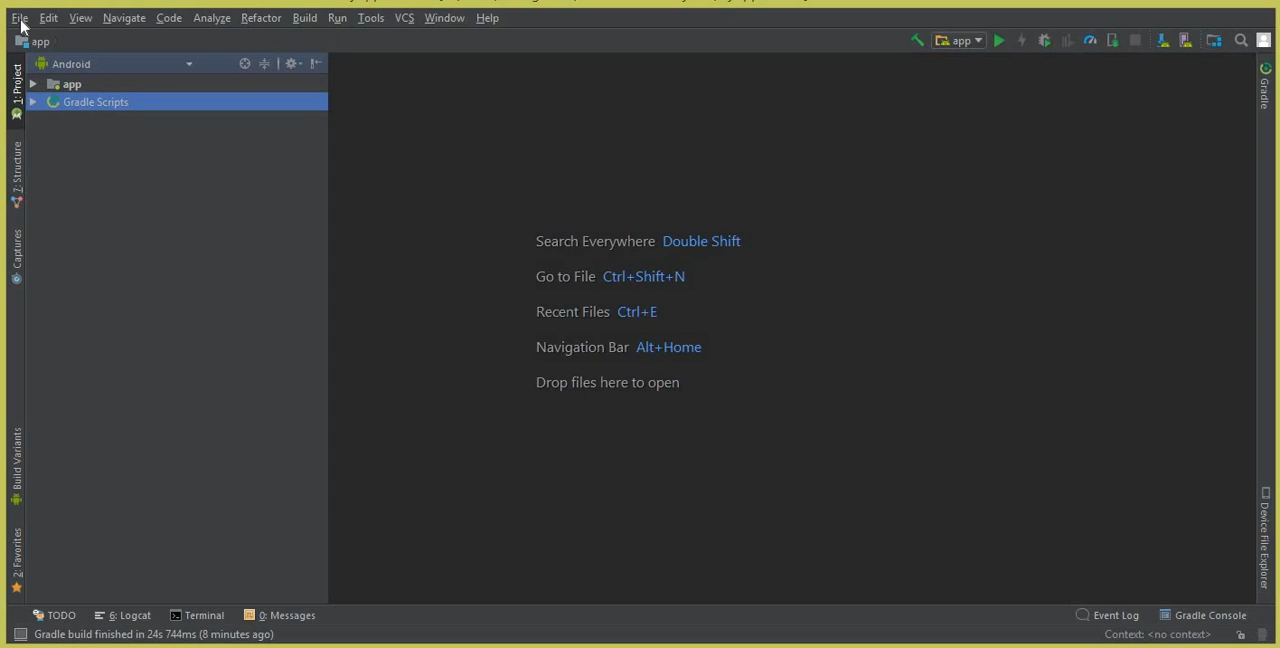 File Edit View Navigate Code Analyze Refactor Build Run Tools VCS Window Help
app
app
Android
app
Gradle Scripts
1: Project
7: Structure
Captures
Build Variants
2: Favorites
Search Everywhere Double Shift
Go to File Ctrl+Shift+N
Recent Files Ctrl+E
Navigation Bar Alt+Home
Drop files here to open
Gradle
Device File Explorer
TODO 6: Logcat Terminal 0: Messages Event Log Gradle Console
Gradle build finished in 24s 744ms (8 minutes ago) Context: <no context>